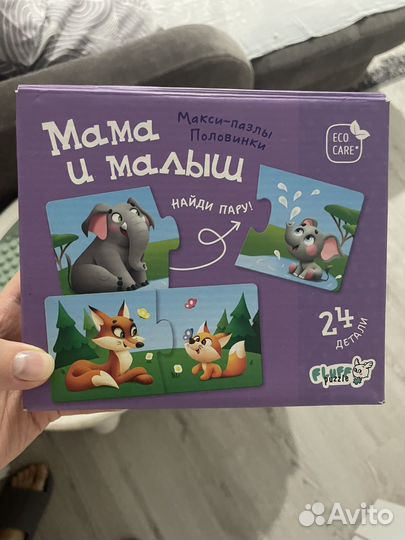 Макси-пазлы
Половинки
Мама
и малыш
ECO
CARE*
НАЙДИ ПАРУ!
24
ДЕТАЛИ
FLUFFY
puzzle
Avito